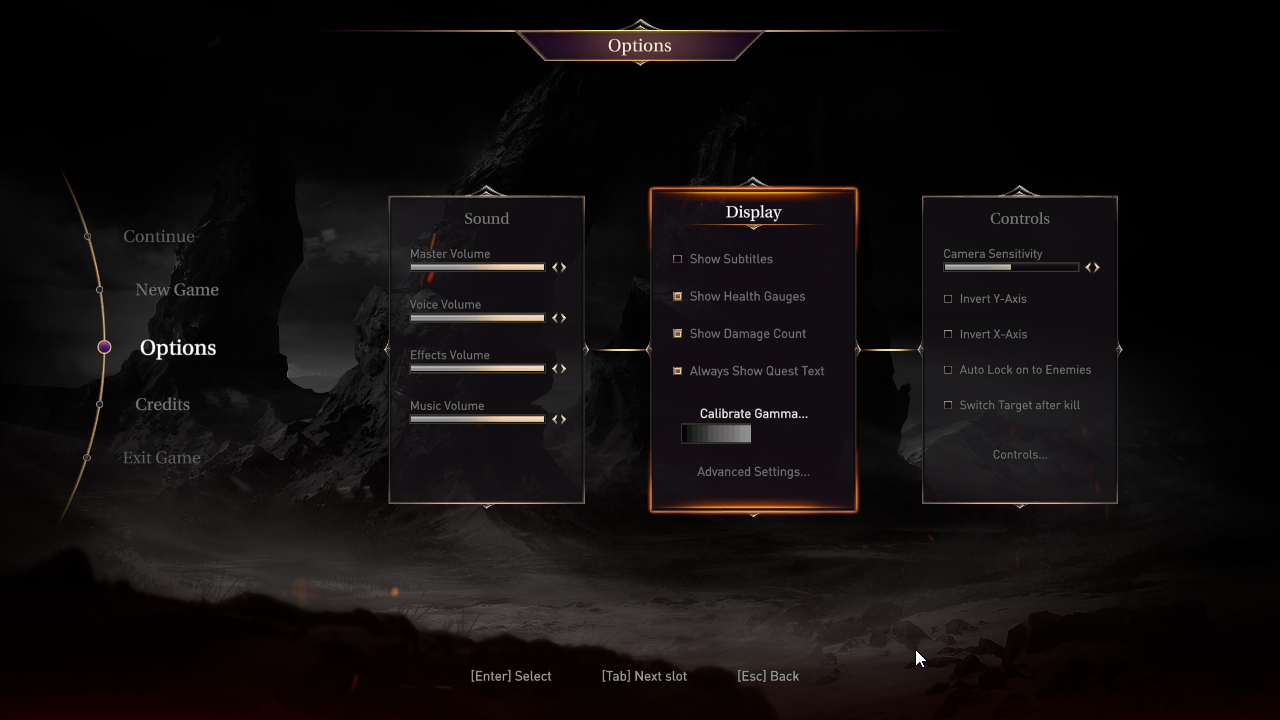 Options
Continue
New Game
Options
Credits
Exit Game
Sound
Master Volume
Voice Volume
Effects Volume
Music Volume
Display
Show Subtitles
Show Health Gauges
Show Damage Count
Always Show Quest Text
Calibrate Gamma...
Advanced Settings...
Controls
Camera Sensitivity
Invert Y-Axis
Invert X-Axis
Auto Lock on to Enemies
Switch Target after kill
Controls...
[Enter] Select [Tab] Next slot [Esc] Back